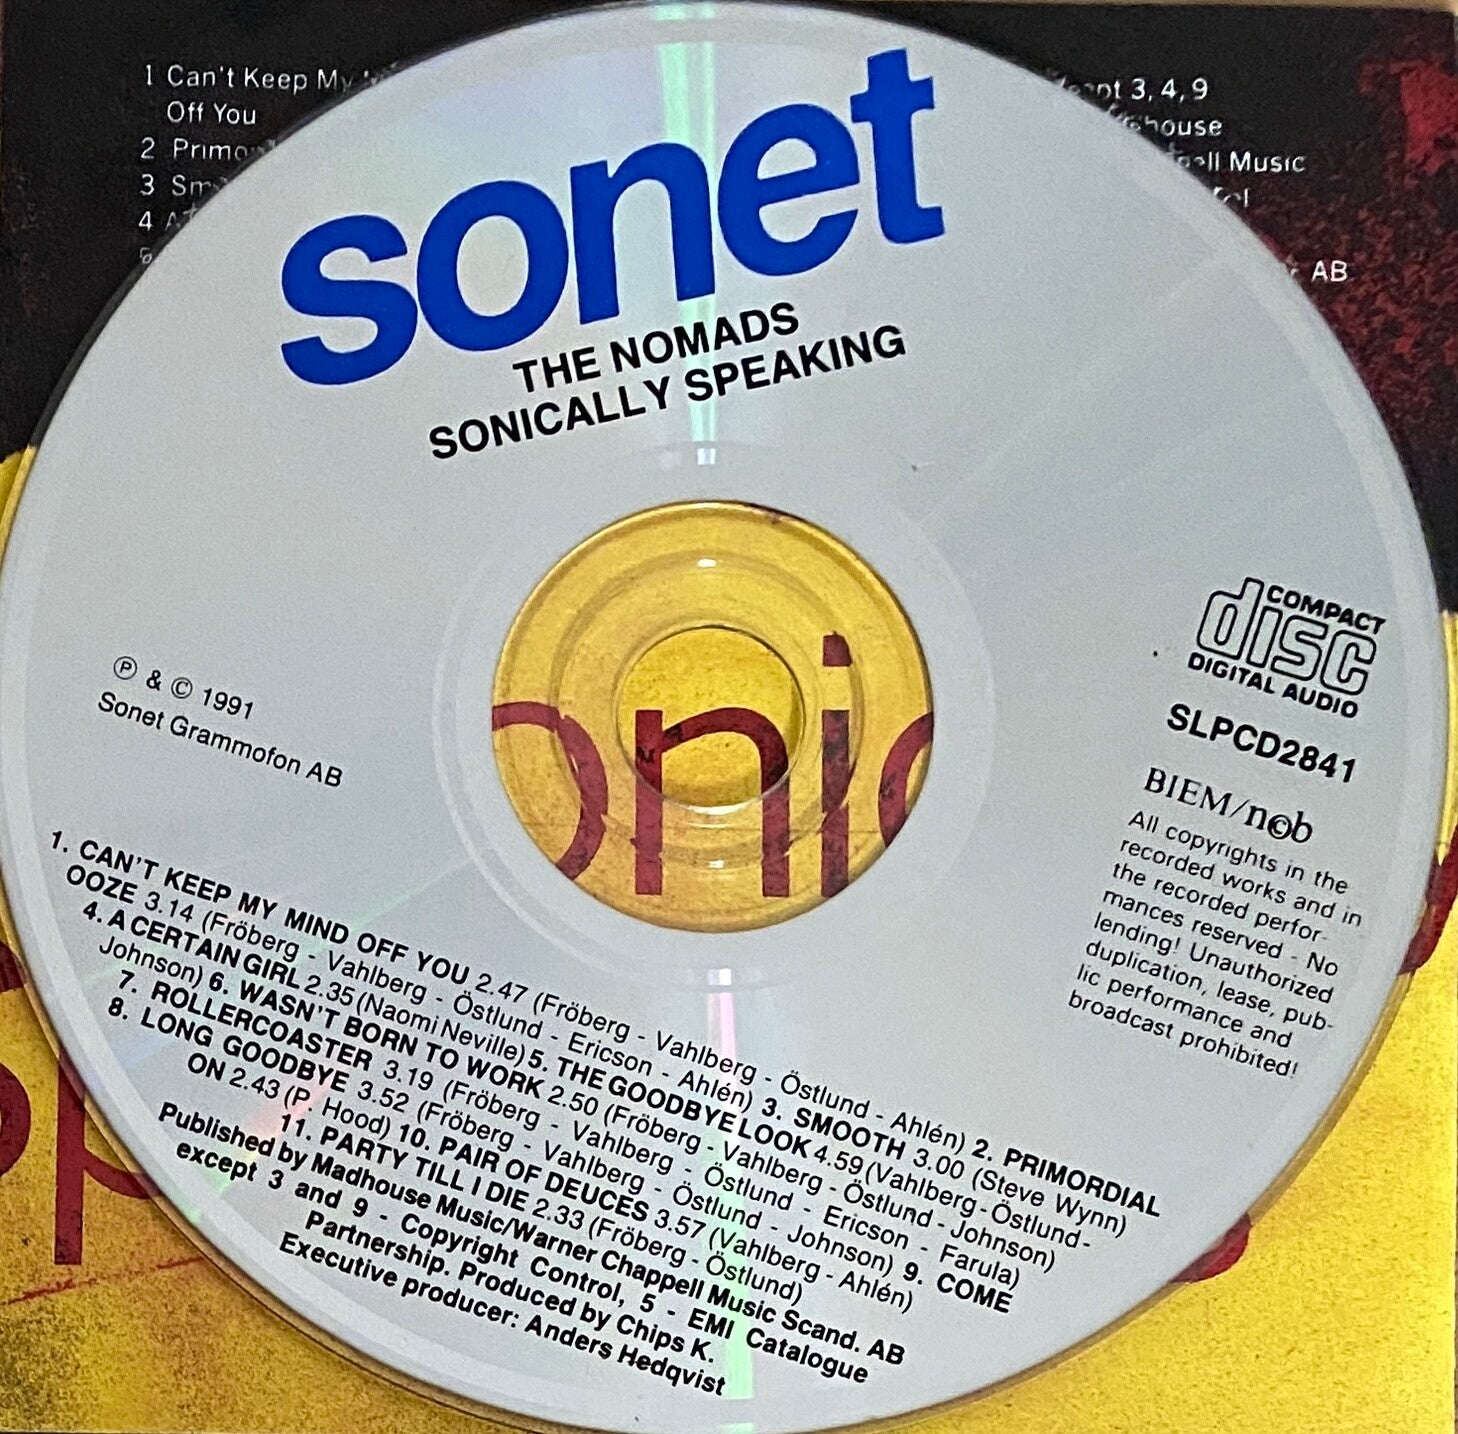 1 Can't Keep My
Off You
2
3
4
3, 4, 9
Music
AB
sonet
THE NOMADS
SONICALLY SPEAKING
COMPACT
disc
DIGITAL AUDIO
SLPCD2841
BIEM/n©b
All copyrights in the
recorded works and in
the recorded perfor-
mances reserved - No
lending! Unauthorized
duplication, lease, pub-
lic performance and
broadcast prohibited!
℗ & © 1991
Sonet Grammofon AB
1. CAN'T KEEP MY MIND OFF YOU 2.47 (Fröberg - Vahlberg - Östlund - Ahlén) 2. PRIMORDIAL
OOZE 3.14 (Fröberg - Vahlberg - Östlund - Ericson - Ahlén) 3. SMOOTH 3.00 (Steve Wynn)
4. A CERTAIN GIRL 2.35 (Naomi Neville) 5. THE GOODBYE LOOK 4.59 (Vahlberg - Östlund -
Johnson) 6. WASN'T BORN TO WORK 2.50 (Fröberg - Vahlberg - Östlund - Johnson)
7. ROLLERCOASTER 3.19 (Fröberg - Vahlberg - Östlund - Ericson - Farula)
8. LONG GOODBYE 3.52 (Fröberg - Vahlberg - Östlund - Johnson) 9. COME
ON 2.43 (P. Hood) 10. PAIR OF DEUCES 3.57 (Vahlberg - Ahlén)
11. PARTY TILL I DIE 2.33 (Fröberg - Östlund)
Published by Madhouse Music/Warner Chappell Music Scand. AB
except 3 and 9 - Copyright Control, 5 - EMI Catalogue
Partnership. Produced by Chips K.
Executive producer: Anders Hedqvist